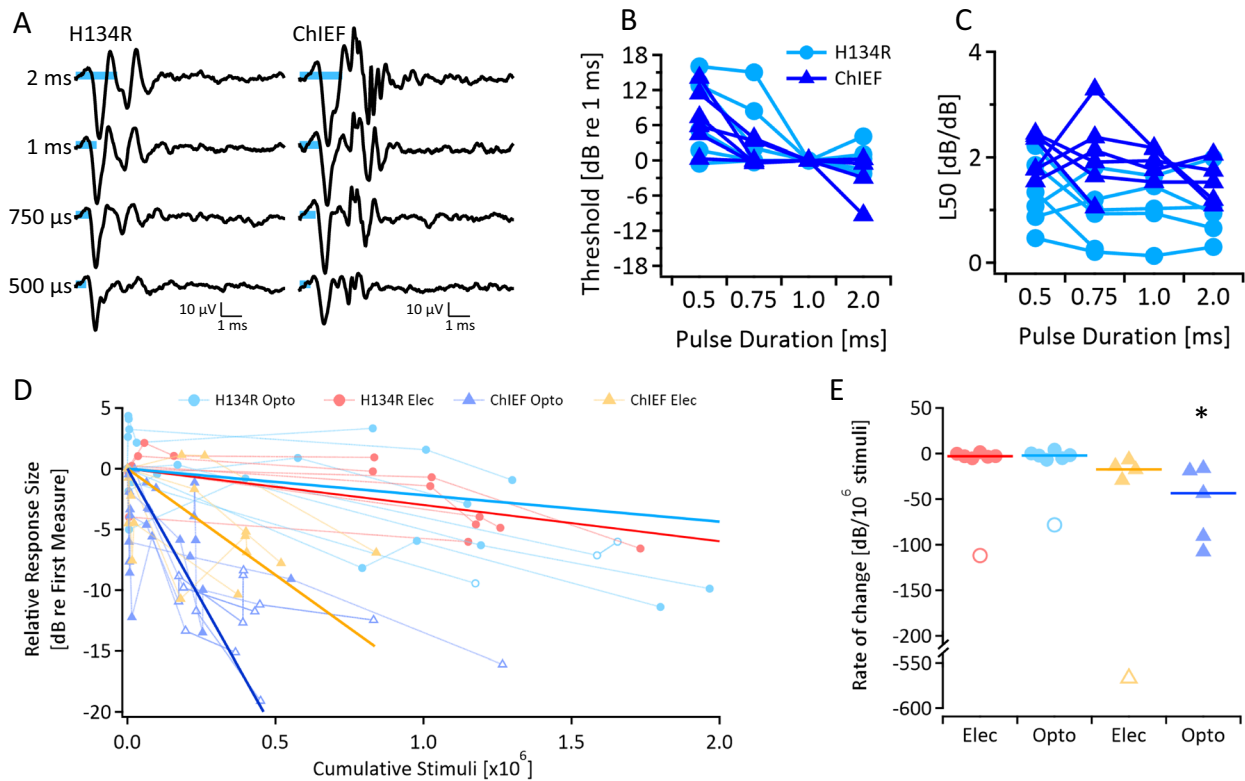 A
H134R
ChIEF
2 ms
1 ms
750 µs
500 µs
10 µV
1 ms
10 µV
1 ms
B
Threshold [dB re 1 ms]
18
12
6
0
-6
-12
-18
H134R
ChIEF
0.5 0.75 1.0 2.0
Pulse Duration [ms]
C
L50 [dB/dB]
4
2
0
0.5 0.75 1.0 2.0
Pulse Duration [ms]
D
H134R Opto H134R Elec ChIEF Opto ChIEF Elec
Relative Response Size
[dB re First Measure]
5
0
-5
-10
-15
-20
0.0 0.5 1.0 1.5 2.0
Cumulative Stimuli [x10⁶]
E
Rate of change [dB/10⁶ stimuli]
50
0
-50
-100
-150
-200
-500
-550
-600
*
Elec Opto Elec Opto